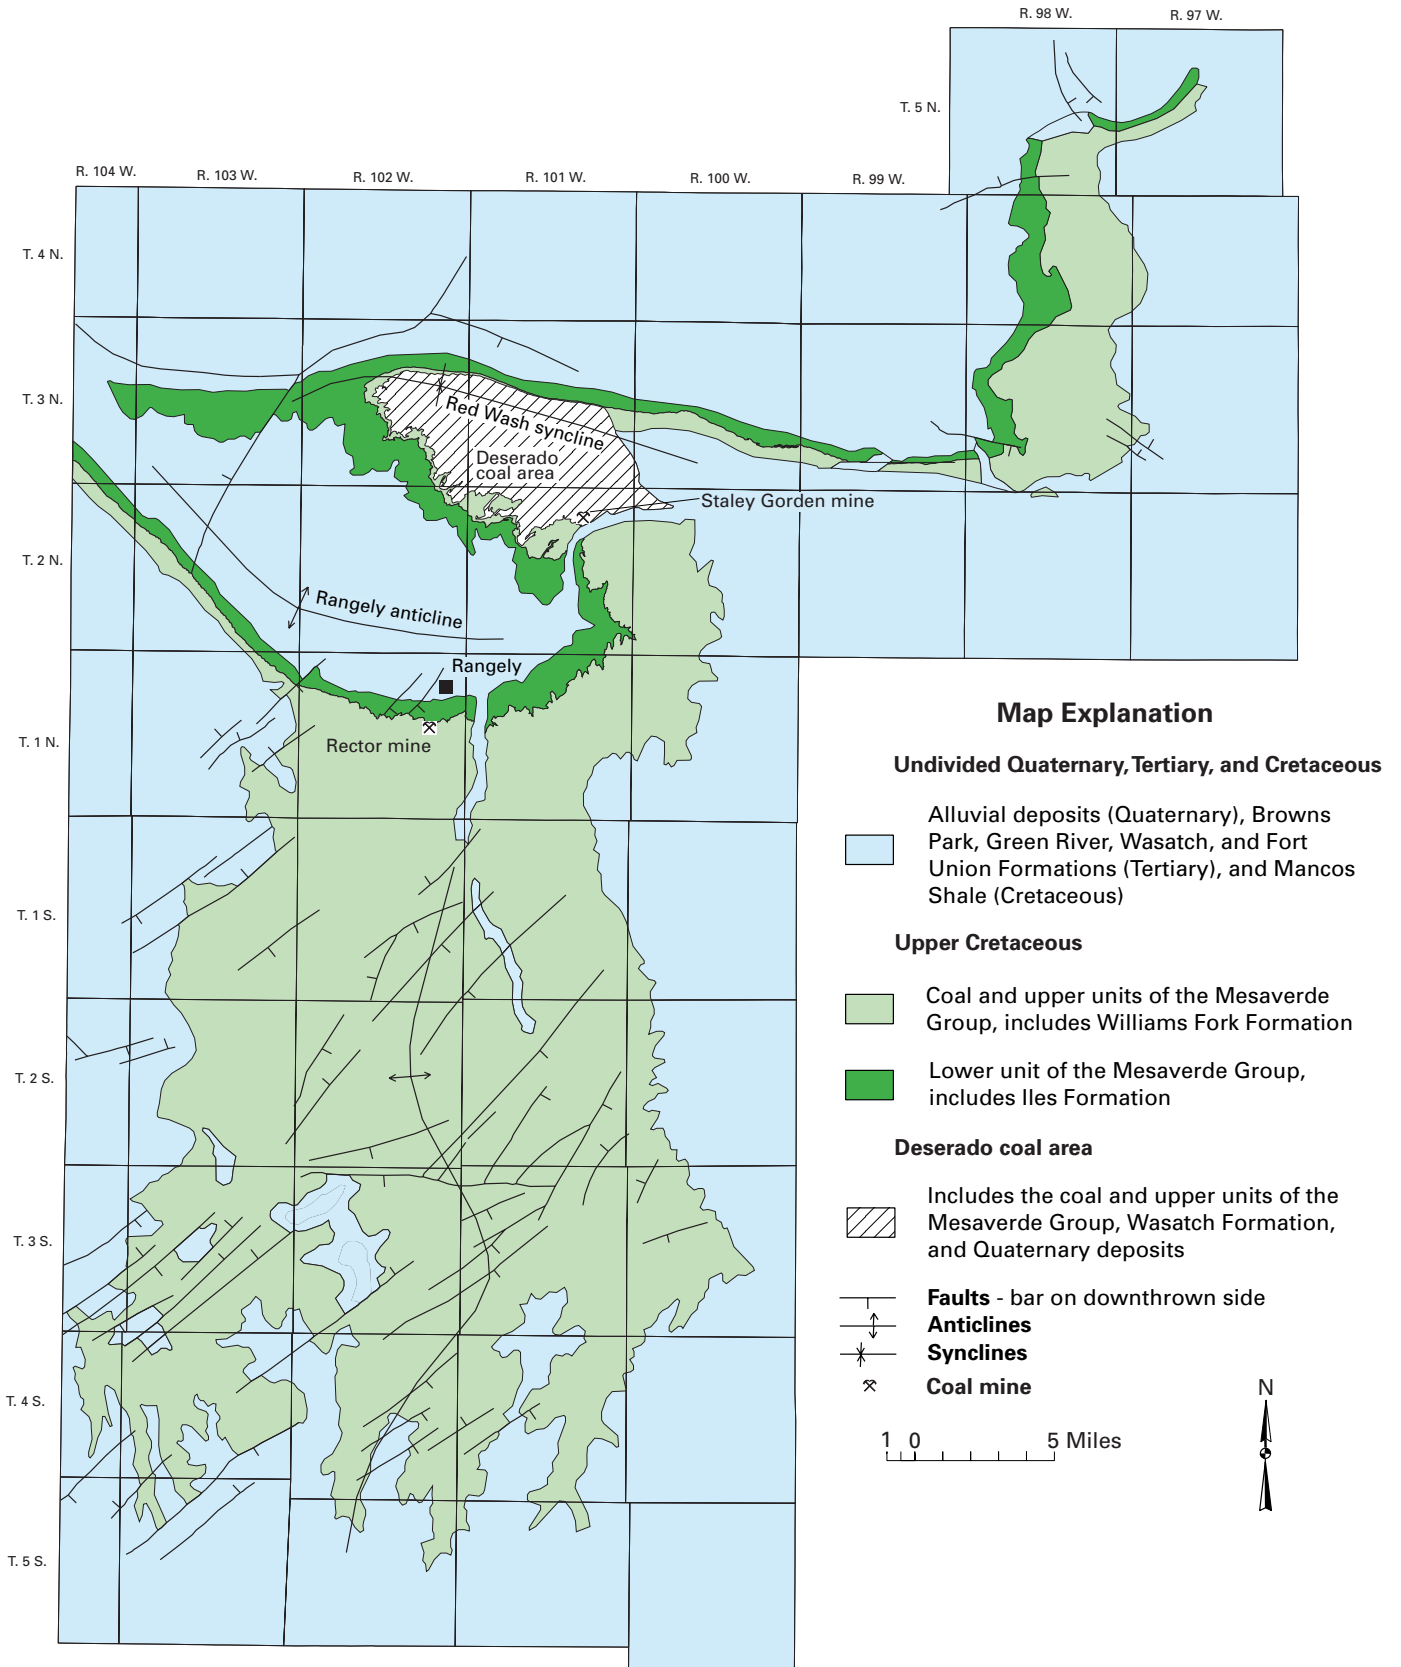 R. 98 W.
R. 97 W.
T. 5 N.
R. 104 W.
R. 103 W.
R. 102 W.
R. 101 W.
R. 100 W.
R. 99 W.
T. 4 N.
T. 3 N.
Red Wash syncline
Deserado
coal area
Staley Gorden mine
T. 2 N.
Rangely anticline
Rangely
T. 1 N.
Rector mine
T. 1 S.
T. 2 S.
T. 3 S.
T. 4 S.
T. 5 S.
Map Explanation
Undivided Quaternary, Tertiary, and Cretaceous
Alluvial deposits (Quaternary), Browns
Park, Green River, Wasatch, and Fort
Union Formations (Tertiary), and Mancos
Shale (Cretaceous)
Upper Cretaceous
Coal and upper units of the Mesaverde
Group, includes Williams Fork Formation
Lower unit of the Mesaverde Group,
includes Iles Formation
Deserado coal area
Includes the coal and upper units of the
Mesaverde Group, Wasatch Formation,
and Quaternary deposits
Faults - bar on downthrown side
Anticlines
Synclines
Coal mine
N
1 0 5 Miles